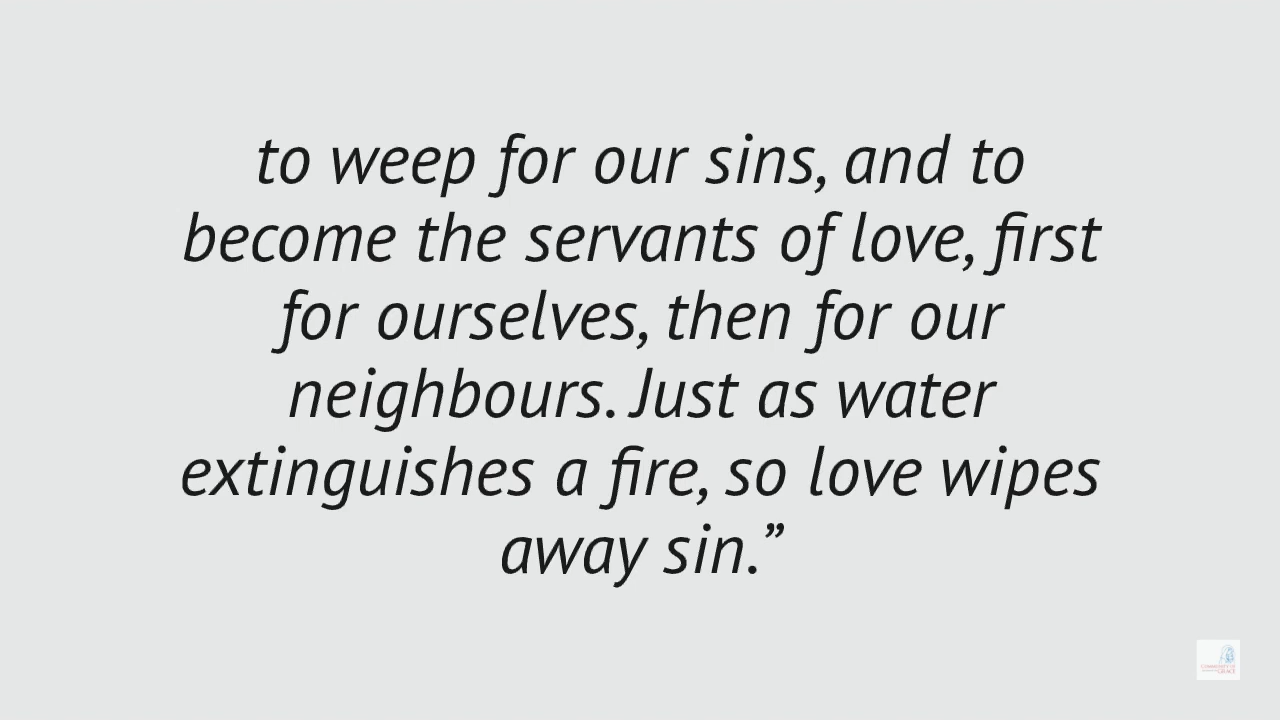 to weep for our sins, and to
become the servants of love, first
for ourselves, then for our
neighbours. Just as water
extinguishes a fire, so love wipes
away sin.”